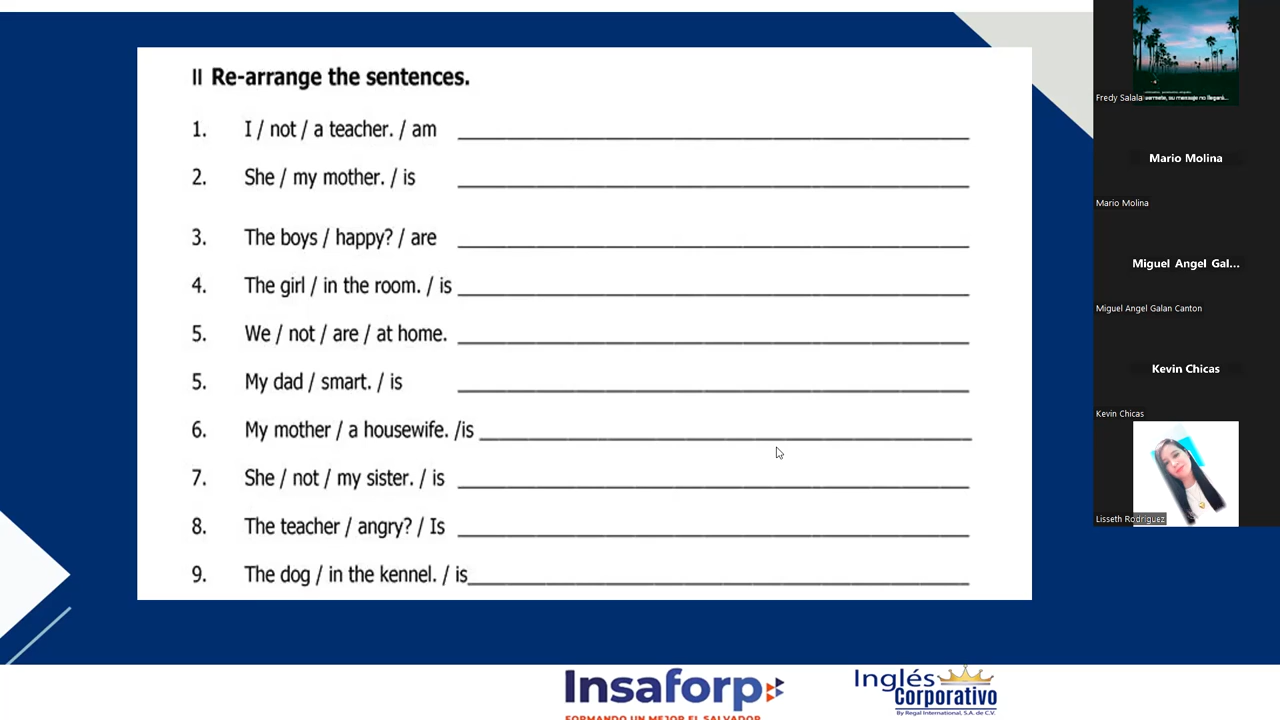 II Re-arrange the sentences.
1. I / not / a teacher. / am
2. She / my mother. / is
3. The boys / happy? / are
4. The girl / in the room. / is
5. We / not / are / at home.
5. My dad / smart. / is
6. My mother / a housewife. /is
7. She / not / my sister. / is
8. The teacher / angry? / Is
9. The dog / in the kennel. / is
Fredy Salala
Mario Molina
Mario Molina
Miguel Angel Gal...
Miguel Angel Galan Canton
Kevin Chicas
Kevin Chicas
Lisseth Rodriguez
Insaforp
FORMANDO UN MEJOR EL SALVADOR
Inglés
Corporativo
By Regal International, S.A. de C.V.